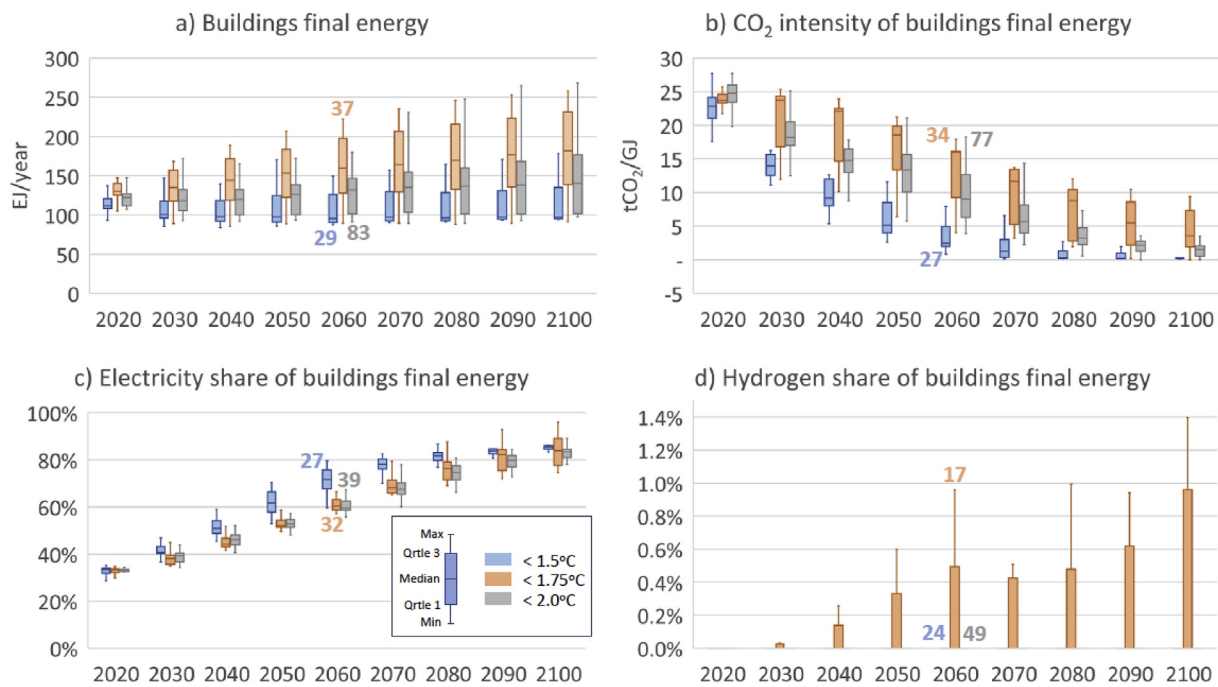 a) Buildings final energy
EJ/year
300
250
200
150
100
50
0
37
29
83
2020 2030 2040 2050 2060 2070 2080 2090 2100
b) CO₂ intensity of buildings final energy
tCO₂/GJ
30
25
20
15
10
5
-
-5
34
77
27
2020 2030 2040 2050 2060 2070 2080 2090 2100
c) Electricity share of buildings final energy
100%
80%
60%
40%
20%
0%
27
39
32
Max
Qrtle 3
Median
Qrtle 1
Min
< 1.5°C
< 1.75°C
< 2.0°C
2020 2030 2040 2050 2060 2070 2080 2090 2100
d) Hydrogen share of buildings final energy
1.4%
1.2%
1.0%
0.8%
0.6%
0.4%
0.2%
0.0%
17
24
49
2020 2030 2040 2050 2060 2070 2080 2090 2100